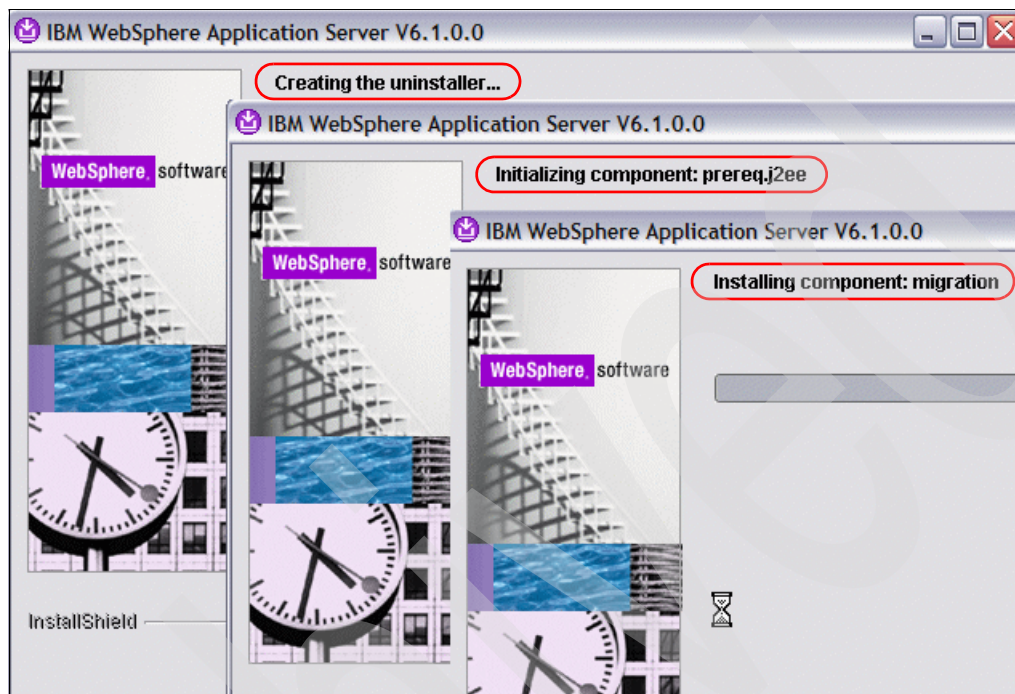 IBM WebSphere Application Server V6.1.0.0
Creating the uninstaller...
WebSphere. software
InstallShield
IBM WebSphere Application Server V6.1.0.0
Initializing component: prereq.j2ee
WebSphere. software
IBM WebSphere Application Server V6.1.0.0
Installing component: migration
WebSphere. software